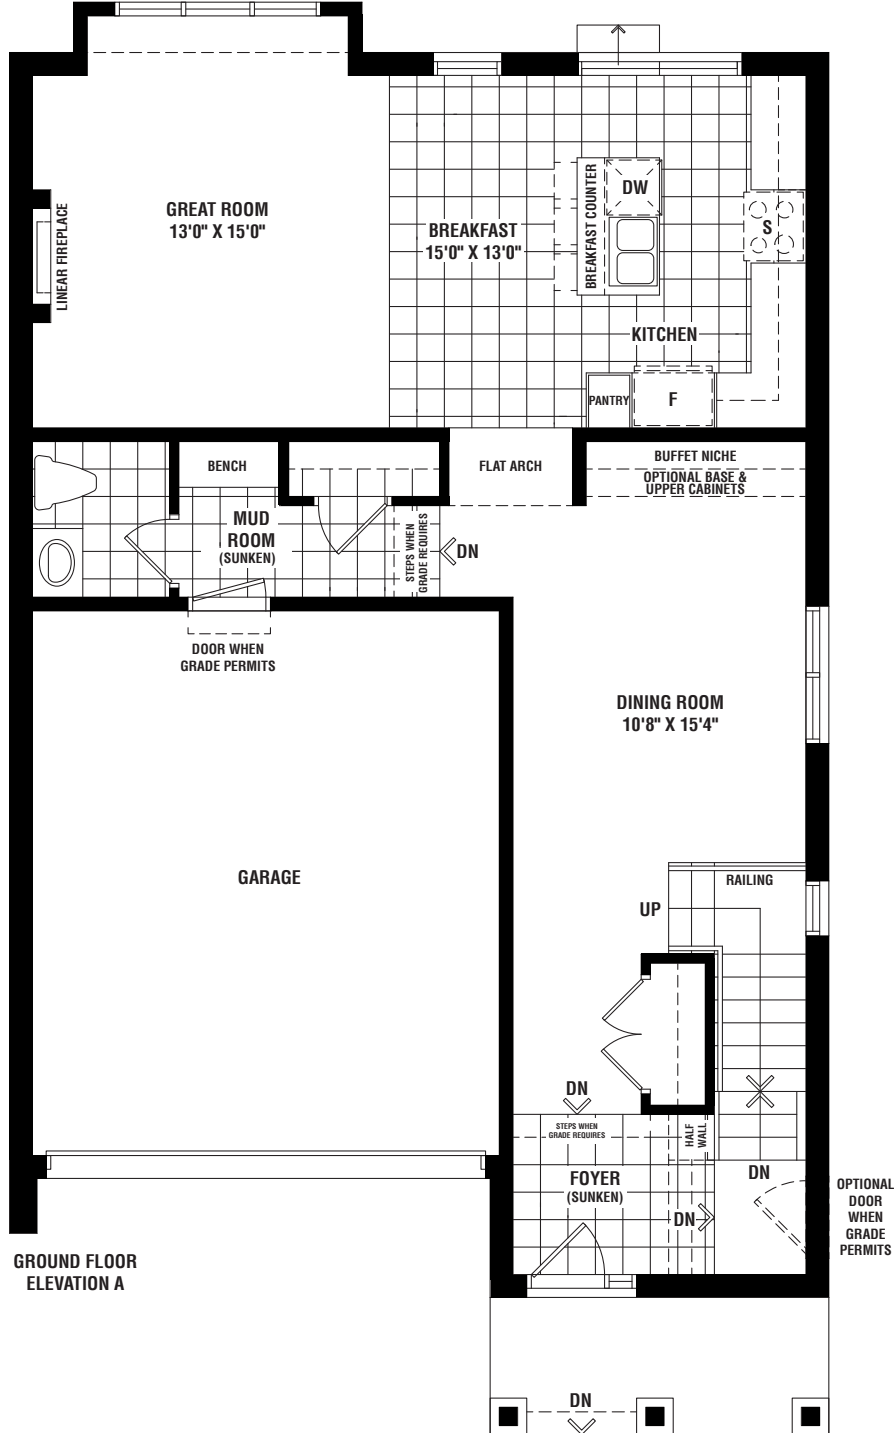 GREAT ROOM
13'0" X 15'0"
LINEAR FIREPLACE
BREAKFAST
15'0" X 13'0"
BREAKFAST COUNTER
DW
S
KITCHEN
PANTRY
F
BENCH
FLAT ARCH
BUFFET NICHE
OPTIONAL BASE &
UPPER CABINETS
MUD
ROOM
(SUNKEN)
STEPS WHEN
GRADE REQUIRES
DN
DOOR WHEN
GRADE PERMITS
DINING ROOM
10'8" X 15'4"
GARAGE
RAILING
UP
DN
STEPS WHEN
GRADE REQUIRES
HALF
WALL
FOYER
(SUNKEN)
DN
DN
OPTIONAL
DOOR
WHEN
GRADE
PERMITS
GROUND FLOOR
ELEVATION A
DN